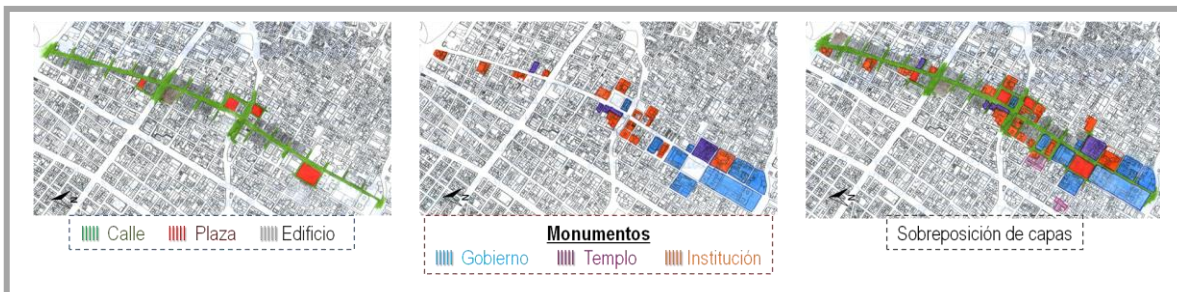 N
N
N
Calle Plaza Edificio
Monumentos
Gobierno Templo Institución
Sobreposición de capas